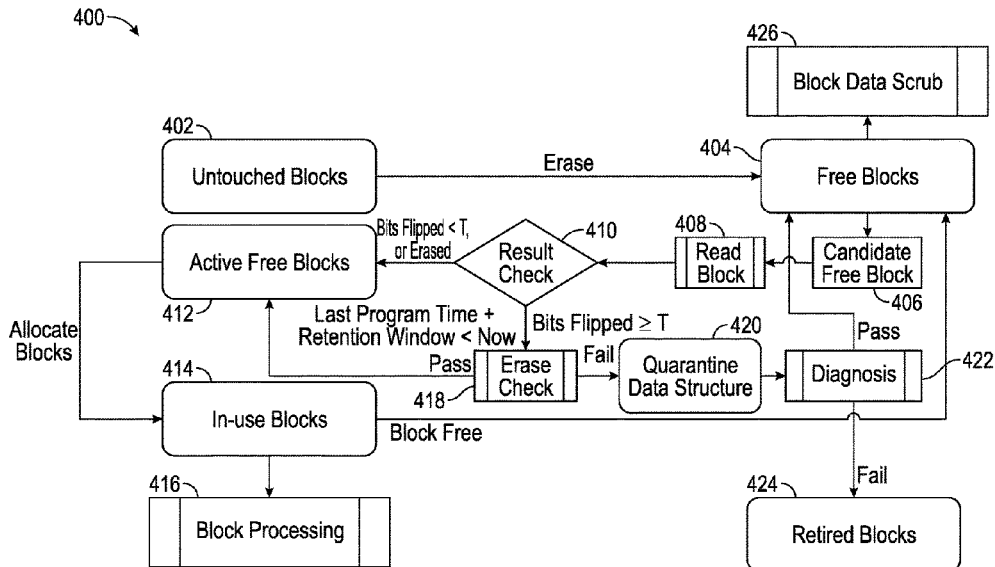 400
426
Block Data Scrub
402
Untouched Blocks
Erase
404
Free Blocks
Bits Flipped < T,
or Erased
410
Result
Check
408
Read
Block
Candidate
Free Block
406
Active Free Blocks
412
Last Program Time +
Retention Window < Now
Bits Flipped ≥ T
Pass
Allocate
Blocks
Pass
Erase
Check
418
Fail
420
Quarantine
Data Structure
Diagnosis
422
414
In-use Blocks
Block Free
416
Block Processing
Fail
424
Retired Blocks